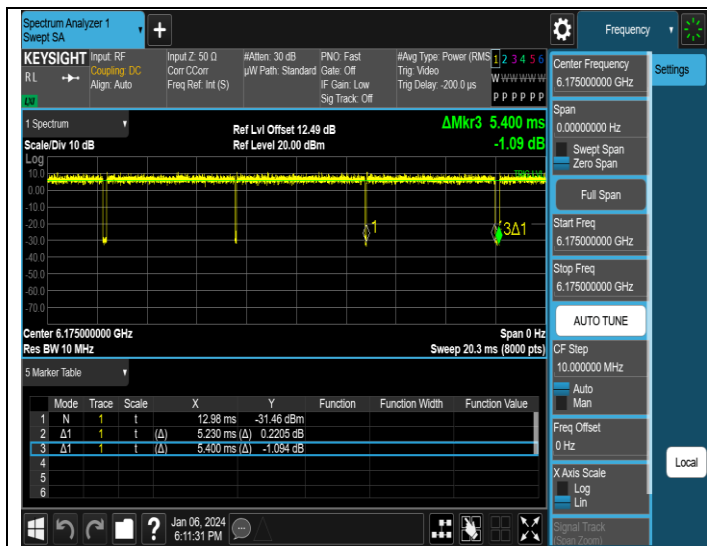 Spectrum Analyzer 1
Swept SA
+
Frequency
KEYSIGHT
Input: RF
Coupling: DC
Align: Auto
Input Z: 50 Ω
Corr CCorr
Freq Ref: Int (S)
#Atten: 30 dB
µW Path: Standard
PNO: Fast
Gate: Off
IF Gain: Low
Sig Track: Off
#Avg Type: Power (RMS
Trig: Video
Trig Delay: -200.0 µs
1 2 3 4 5 6
W W W W W W
P P P P P P
R L
LXI
Center Frequency
6.175000000 GHz
Settings
Span
0.00000000 Hz
Swept Span
Zero Span
Full Span
Start Freq
6.175000000 GHz
Stop Freq
6.175000000 GHz
AUTO TUNE
CF Step
10.000000 MHz
Auto
Man
Freq Offset
0 Hz
X Axis Scale
Log
Lin
Signal Track
(Span Zoom)
Local
1 Spectrum
Scale/Div 10 dB
Ref Lvl Offset 12.49 dB
Ref Level 20.00 dBm
ΔMkr3 5.400 ms
-1.09 dB
Log
10.0
0.00
-10.0
-20.0
-30.0
-40.0
-50.0
-60.0
-70.0
1
3Δ1
Center 6.175000000 GHz
Span 0 Hz
Res BW 10 MHz
Sweep 20.3 ms (8000 pts)
5 Marker Table
Mode Trace Scale X Y Function Function Width Function Value
1 N 1 t 12.98 ms -31.46 dBm
2 Δ1 1 t (Δ) 5.230 ms (Δ) 0.2205 dB
3 Δ1 1 t (Δ) 5.400 ms (Δ) -1.094 dB
4
5
6
?
Jan 06, 2024
6:11:31 PM